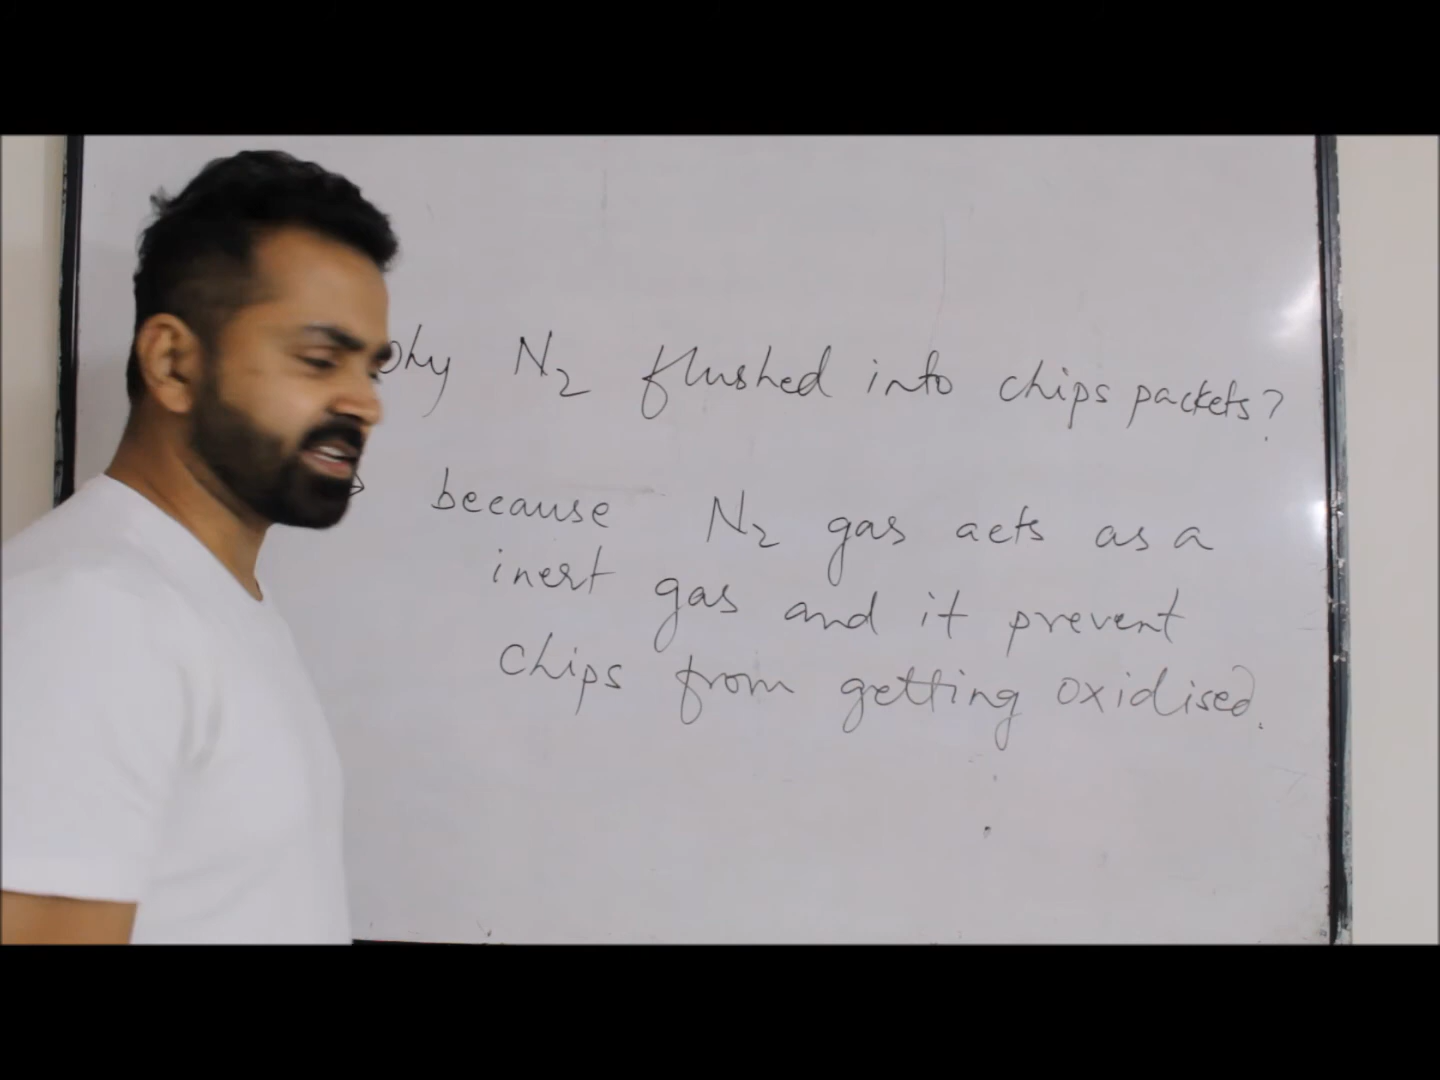 why N2 flushed into chips packets?
because N2 gas acts as a
inert gas and it prevent
chips from getting oxidised.